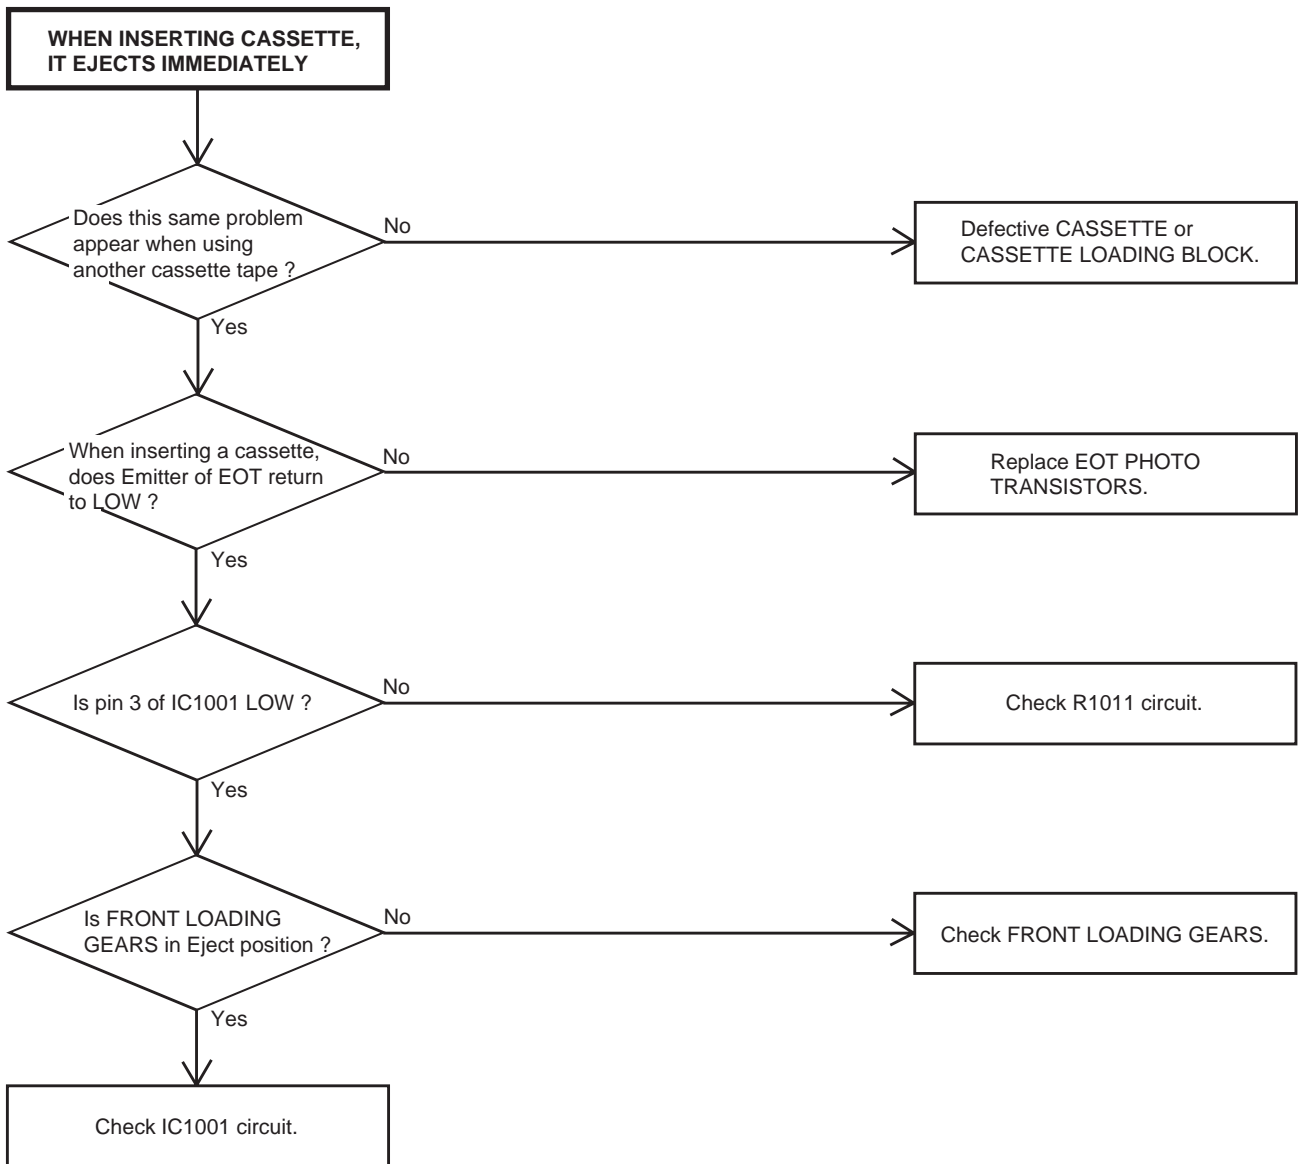 WHEN INSERTING CASSETTE,
IT EJECTS IMMEDIATELY
Does this same problem
appear when using
another cassette tape ?
No
Defective CASSETTE or
CASSETTE LOADING BLOCK.
Yes
When inserting a cassette,
does Emitter of EOT return
to LOW ?
No
Replace EOT PHOTO
TRANSISTORS.
Yes
Is pin 3 of IC1001 LOW ?
No
Check R1011 circuit.
Yes
Is FRONT LOADING
GEARS in Eject position ?
No
Check FRONT LOADING GEARS.
Yes
Check IC1001 circuit.